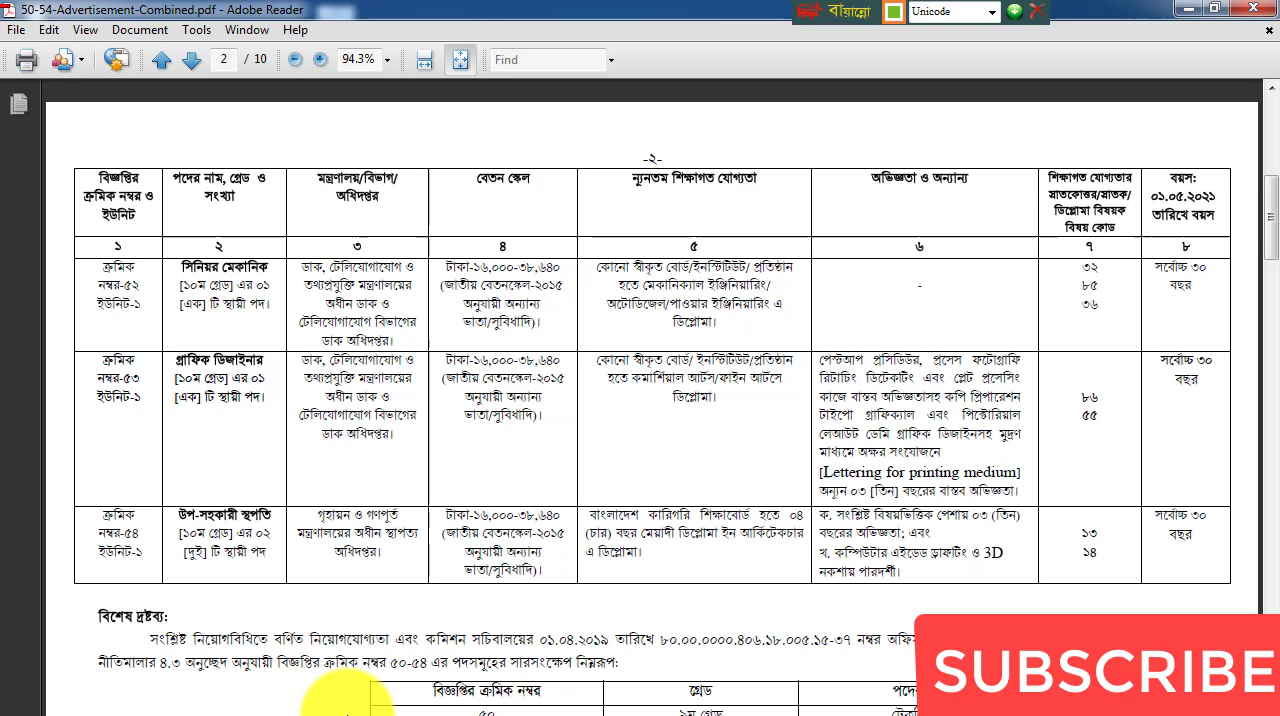 50-54-Advertisement-Combined.pdf - Adobe Reader
বায়ান্নো
Unicode
File Edit View Document Tools Window Help
2 / 10
94.3%
Find
-২-
বিজ্ঞপ্তির
ক্রমিক নম্বর ও
ইউনিট
পদের নাম, গ্রেড ও
সংখ্যা
মন্ত্রণালয়/বিভাগ/
অধিদপ্তর
বেতন স্কেল
ন্যূনতম শিক্ষাগত যোগ্যতা
অভিজ্ঞতা ও অন্যান্য
শিক্ষাগত যোগ্যতার
স্নাতকোত্তর/স্নাতক/
ডিপ্লোমা বিষয়ক
বিষয় কোড
বয়স:
০১.০৫.২০২১
তারিখে বয়স
১ ২ ৩ ৪ ৫ ৬ ৭ ৮
ক্রমিক
নম্বর-৫২
ইউনিট-১
সিনিয়র মেকানিক
[১০ম গ্রেড] এর ০১
[এক] টি স্থায়ী পদ।
ডাক, টেলিযোগাযোগ ও
তথ্যপ্রযুক্তি মন্ত্রণালয়ের
অধীন ডাক ও
টেলিযোগাযোগ বিভাগের
ডাক অধিদপ্তর।
টাকা-১৬,০০০-৩৮,৬৪০
(জাতীয় বেতনস্কেল-২০১৫
অনুযায়ী অন্যান্য
ভাতা/সুবিধাদি)।
কোনো স্বীকৃত বোর্ড/ইনস্টিটিউট/ প্রতিষ্ঠান
হতে মেকানিক্যাল ইঞ্জিনিয়ারিং/
অটোডিজেল/পাওয়ার ইঞ্জিনিয়ারিং এ
ডিপ্লোমা।
-
৩২
৮৫
৩৬
সর্বোচ্চ ৩০
বছর
ক্রমিক
নম্বর-৫৩
ইউনিট-১
গ্রাফিক ডিজাইনার
[১০ম গ্রেড] এর ০১
[এক] টি স্থায়ী পদ।
ডাক, টেলিযোগাযোগ ও
তথ্যপ্রযুক্তি মন্ত্রণালয়ের
অধীন ডাক ও
টেলিযোগাযোগ বিভাগের
ডাক অধিদপ্তর।
টাকা-১৬,০০০-৩৮,৬৪০
(জাতীয় বেতনস্কেল-২০১৫
অনুযায়ী অন্যান্য
ভাতা/সুবিধাদি)।
কোনো স্বীকৃত বোর্ড/ ইনস্টিটিউট/প্রতিষ্ঠান
হতে কমার্শিয়াল আর্টস/ফাইন আর্টসে
ডিপ্লোমা।
পেস্টআপ প্রসিডিউর, প্রসেস ফটোগ্রাফি
রিটাচিং ডিটেকটিং এবং প্লেট প্রসেসিং
কাজে বাস্তব অভিজ্ঞতাসহ কপি প্রিপারেশন
টাইপো গ্রাফিক্যাল এবং পিক্টোরিয়াল
লেআউট ডেমি গ্রাফিক ডিজাইনসহ মুদ্রণ
মাধ্যমে অক্ষর সংযোজনে
[Lettering for printing medium]
অন্যূন ০৩ [তিন] বছরের বাস্তব অভিজ্ঞতা।
৮৬
৫৫
সর্বোচ্চ ৩০
বছর
ক্রমিক
নম্বর-৫৪
ইউনিট-১
উপ-সহকারী স্থপতি
[১০ম গ্রেড] এর ০২
[দুই] টি স্থায়ী পদ
গৃহায়ন ও গণপূর্ত
মন্ত্রণালয়ের অধীন স্থাপত্য
অধিদপ্তর।
টাকা-১৬,০০০-৩৮,৬৪০
(জাতীয় বেতনস্কেল-২০১৫
অনুযায়ী অন্যান্য
ভাতা/সুবিধাদি)।
বাংলাদেশ কারিগরি শিক্ষাবোর্ড হতে ০৪
(চার) বছর মেয়াদী ডিপ্লোমা ইন আর্কিটেকচার
এ ডিপ্লোমা।
ক. সংশ্লিষ্ট বিষয়ভিত্তিক পেশায় ০৩ (তিন)
বছরের অভিজ্ঞতা; এবং
খ. কম্পিউটার এইডেড ড্রাফটিং ও 3D
নকশায় পারদর্শী।
১৩
১৪
সর্বোচ্চ ৩০
বছর
বিশেষ দ্রষ্টব্য:
সংশ্লিষ্ট নিয়োগবিধিতে বর্ণিত নিয়োগযোগ্যতা এবং কমিশন সচিবালয়ের ০১.০৪.২০১৯ তারিখে ৮০.০০.০০০০.৪০৬.১৮.০০৫.১৫-৩৭ নম্বর
নীতিমালার ৪.৩ অনুচ্ছেদ অনুযায়ী বিজ্ঞপ্তির ক্রমিক নম্বর ৫০-৫৪ এর পদসমূহের সারসংক্ষেপ নিম্নরূপ:
বিজ্ঞপ্তির ক্রমিক নম্বর গ্রেড
৫০ ৯ম গ্রেড
SUBSCRIBE